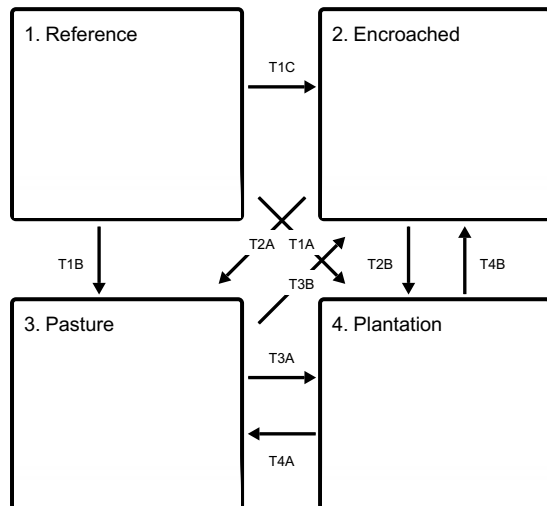 1. Reference
2. Encroached
T1C
T2A
T1A
T1B
T3B
T2B
T4B
3. Pasture
4. Plantation
T3A
T4A